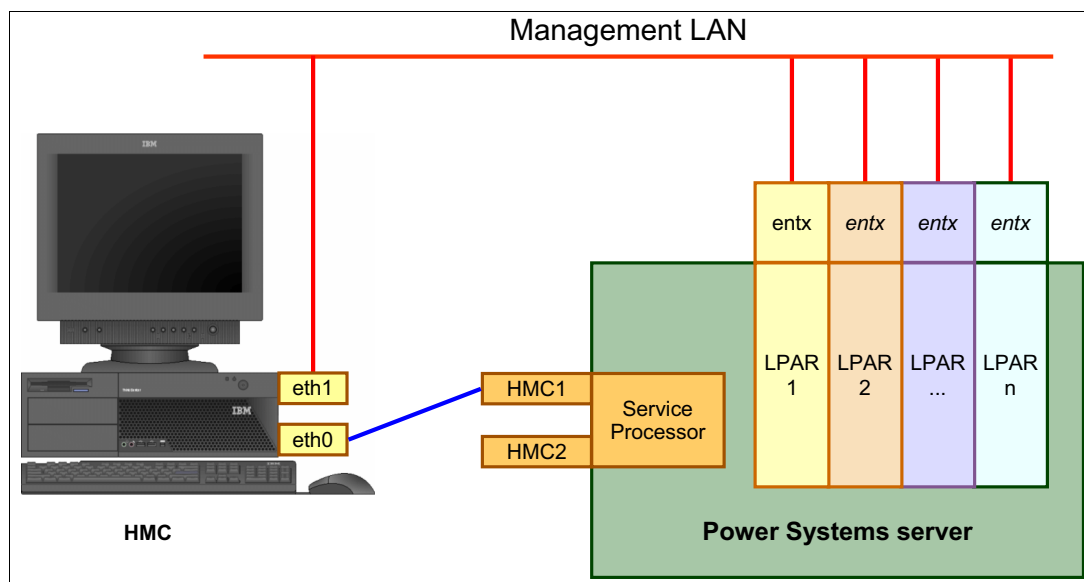 Management LAN
IBM
entx
entx
entx
entx
eth1
IBM
eth0
HMC1
HMC2
Service
Processor
LPAR
1
LPAR
2
LPAR
...
LPAR
n
HMC
Power Systems server